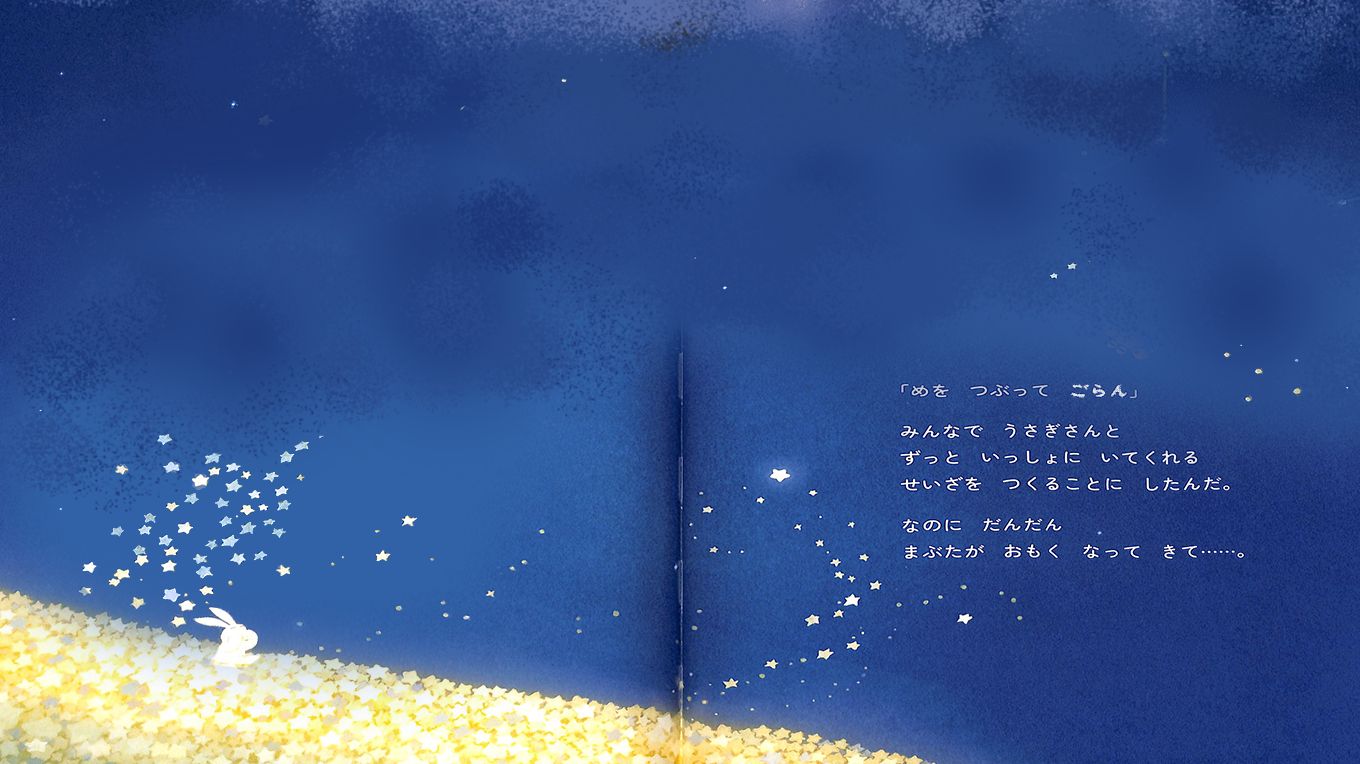 「めを　つぶって　ごらん」
みんなで　うさぎさんと
ずっと　いっしょに　いてくれる
せいざを　つくることに　したんだ。
なのに　だんだん
まぶたが　おもく　なって　きて……。